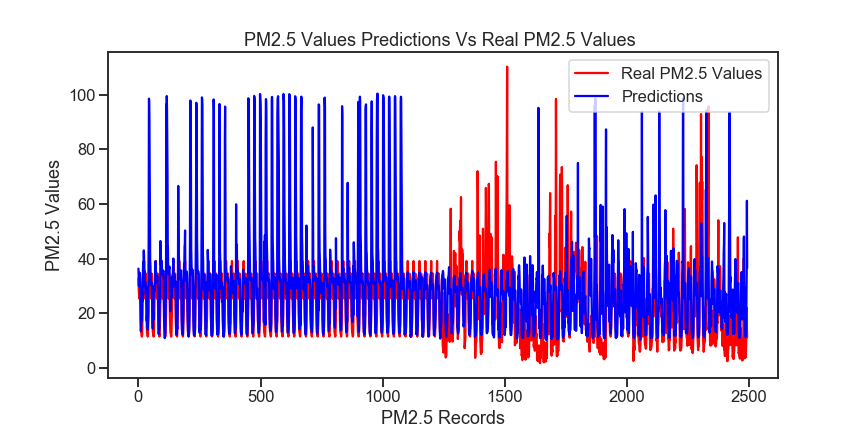 PM2.5 Values Predictions Vs Real PM2.5 Values
Real PM2.5 Values
Predictions
PM2.5 Values
100
80
60
40
20
0
0 500 1000 1500 2000 2500
PM2.5 Records